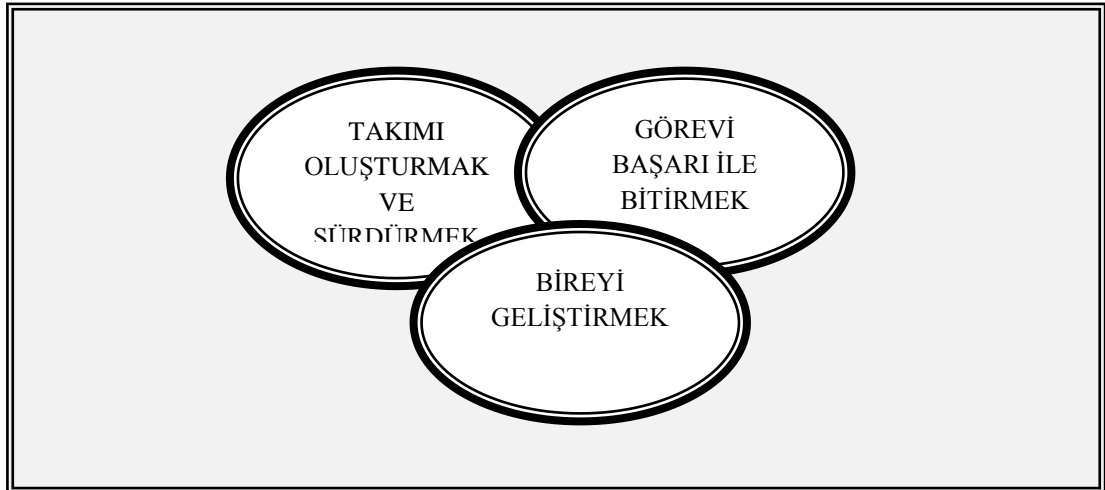 TAKIMI
OLUŞTURMAK
VE
SÜRDÜRMEK
GÖREVİ
BAŞARI İLE
BİTİRMEK
BİREYİ
GELİŞTİRMEK